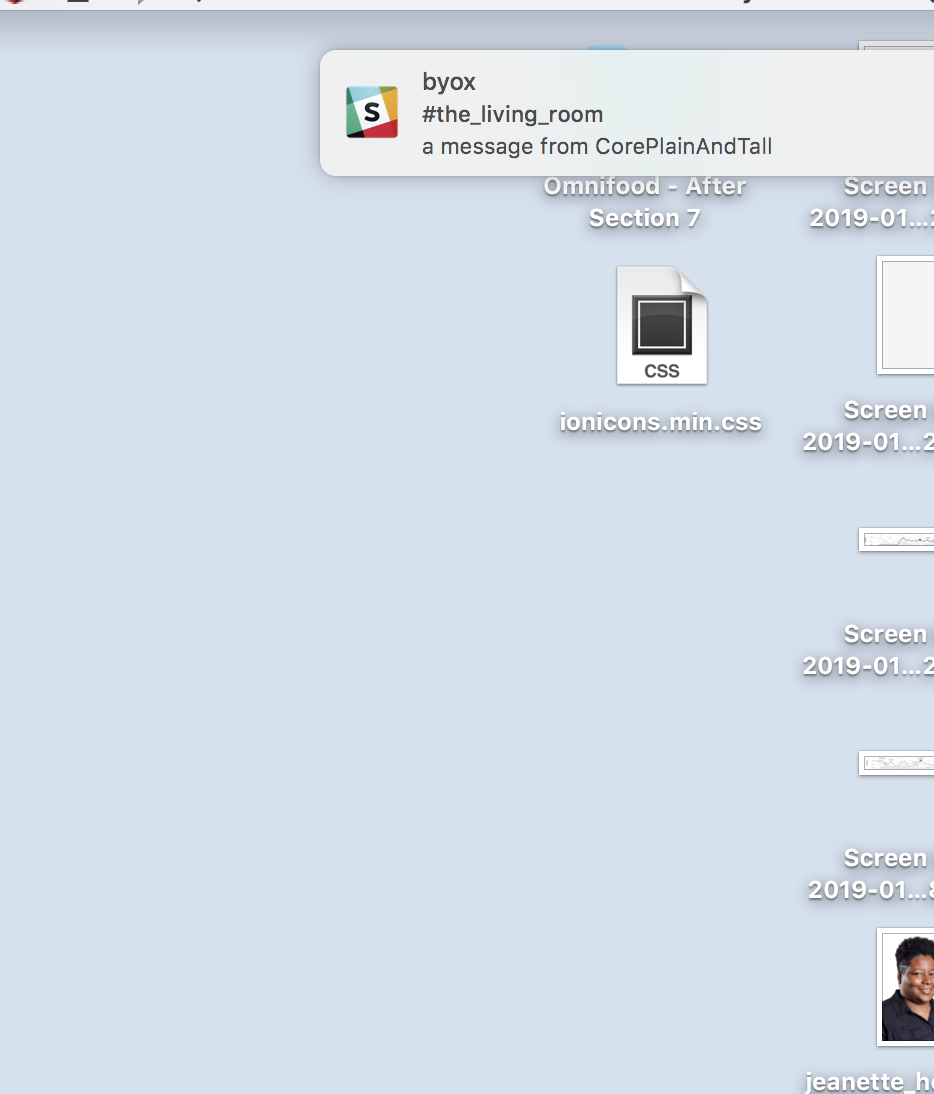 byox
#the_living_room
S
a message from CorePlainAndTall
Omnifood - After
Section 7
Screen
2019-01...2
CSS
ionicons.min.css
Screen
2019-01...2
Screen
2019-01...2
Screen
2019-01...8
jeanette_he